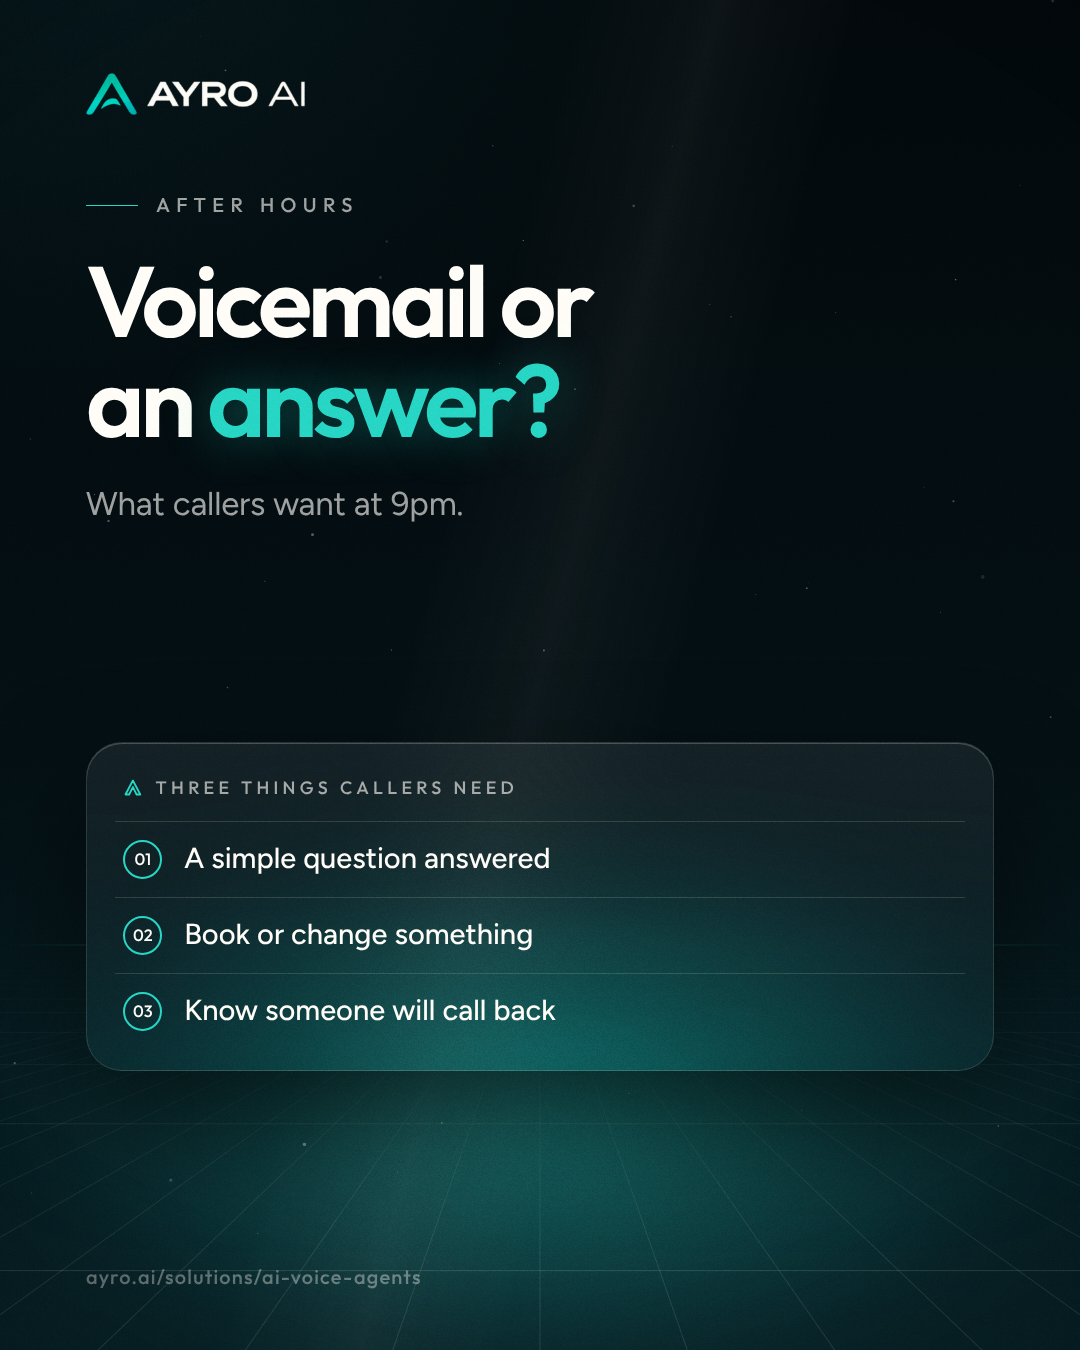 AYRO AI
AFTER HOURS
Voicemail or
an answer?
What callers want at 9pm.
THREE THINGS CALLERS NEED
01 A simple question answered
02 Book or change something
03 Know someone will call back
ayro.ai/solutions/ai-voice-agents